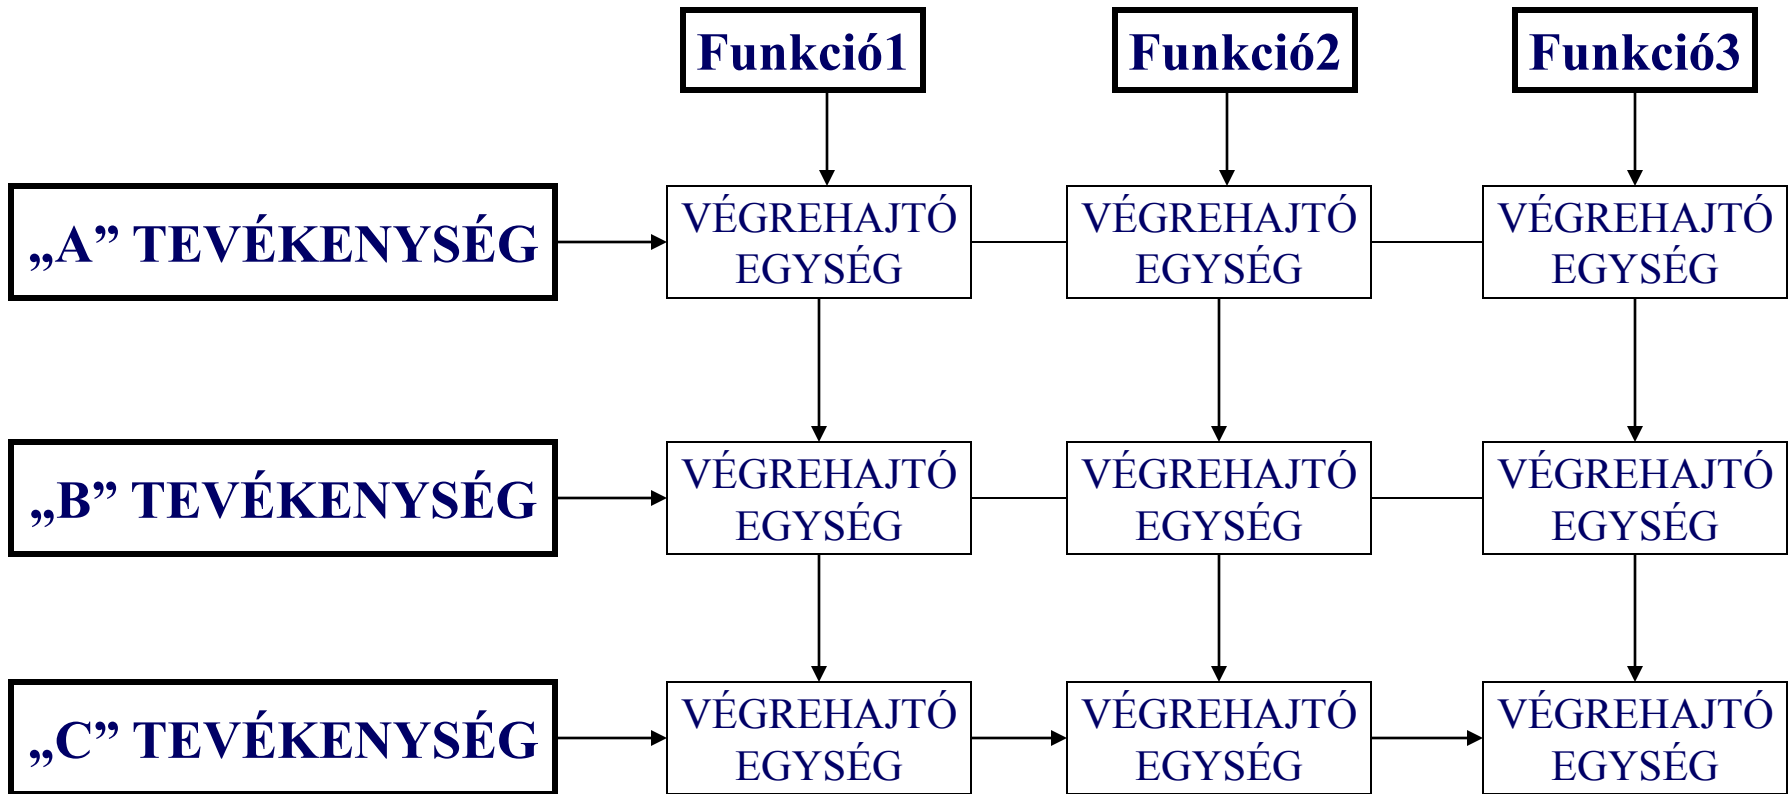 Funkció1 Funkció2 Funkció3
„A” TEVÉKENYSÉG
VÉGREHAJTÓ
EGYSÉG
VÉGREHAJTÓ
EGYSÉG
VÉGREHAJTÓ
EGYSÉG
„B” TEVÉKENYSÉG
VÉGREHAJTÓ
EGYSÉG
VÉGREHAJTÓ
EGYSÉG
VÉGREHAJTÓ
EGYSÉG
„C” TEVÉKENYSÉG
VÉGREHAJTÓ
EGYSÉG
VÉGREHAJTÓ
EGYSÉG
VÉGREHAJTÓ
EGYSÉG